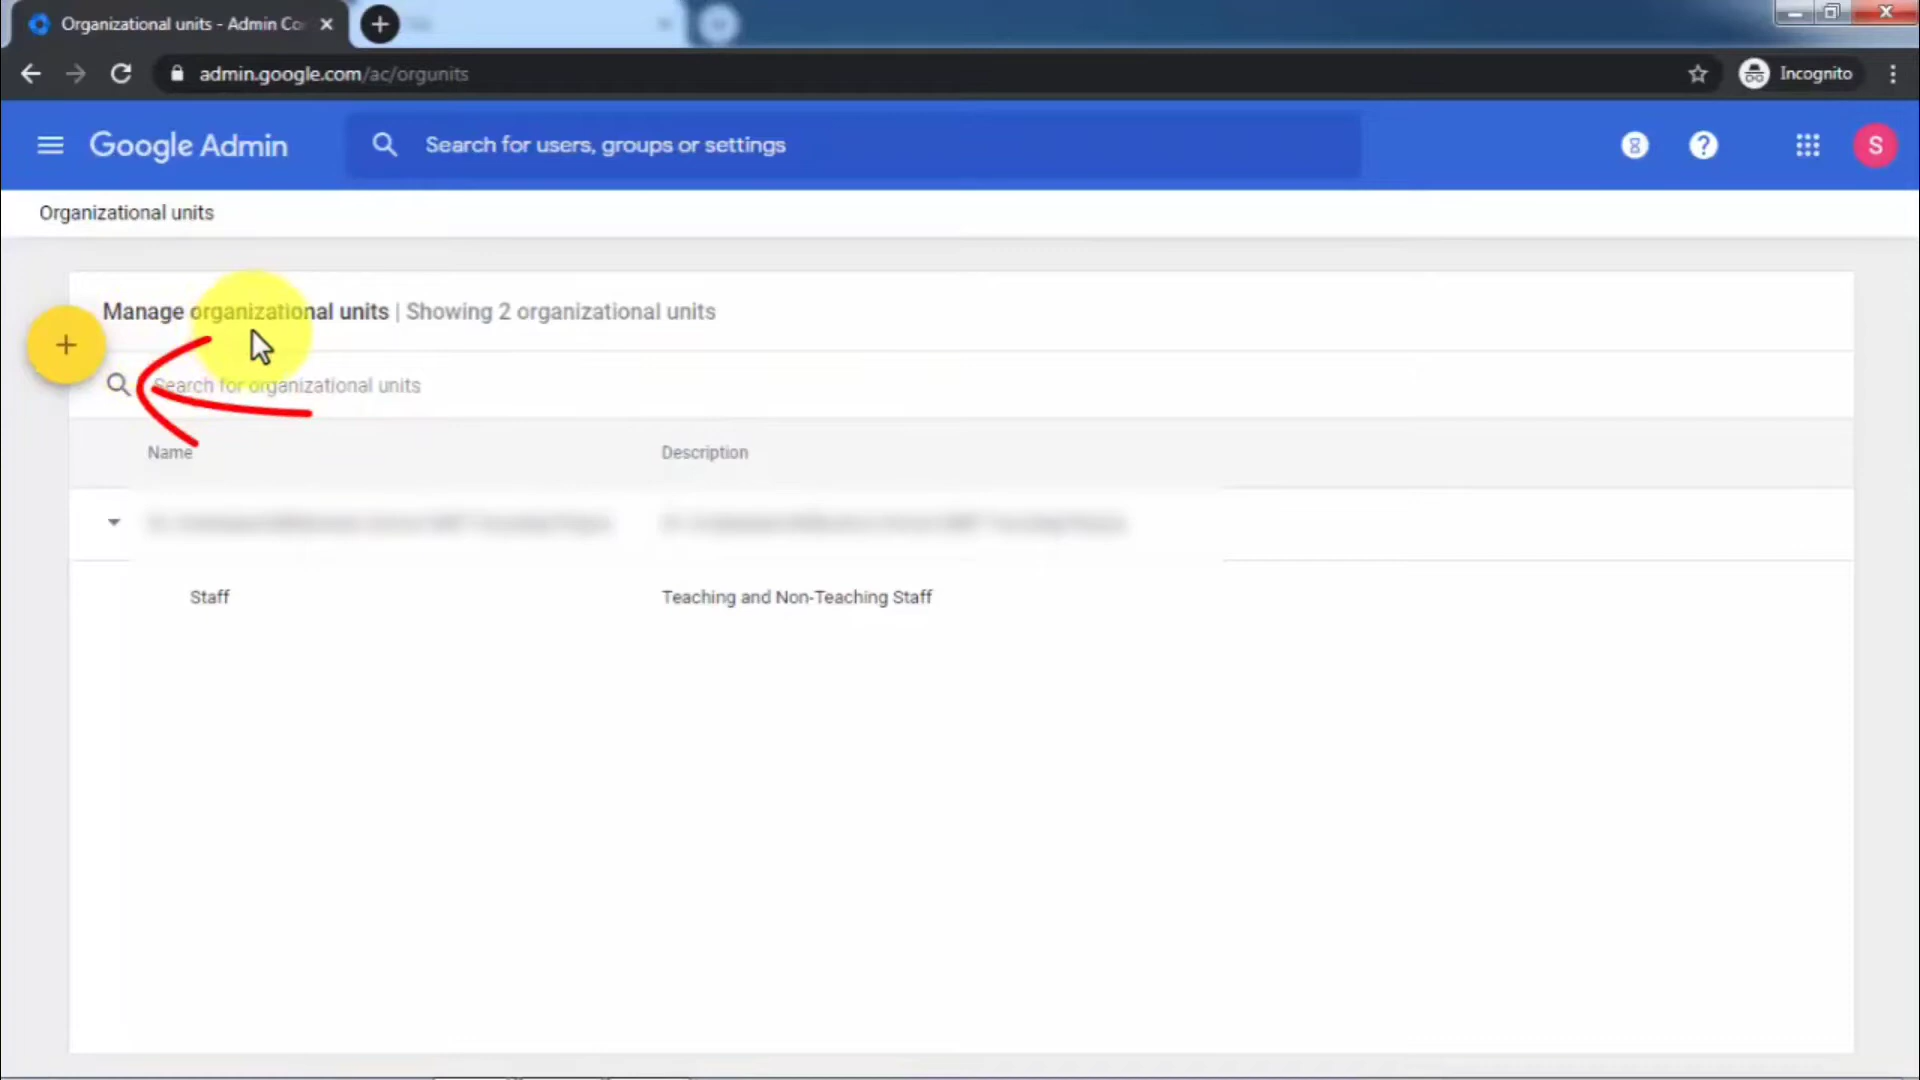 Organizational units - Admin Co
admin.google.com/ac/orgunits
Incognito
Google Admin
Search for users, groups or settings
S
Organizational units
Manage organizational units | Showing 2 organizational units
Search for organizational units
Name
Description
Staff
Teaching and Non-Teaching Staff